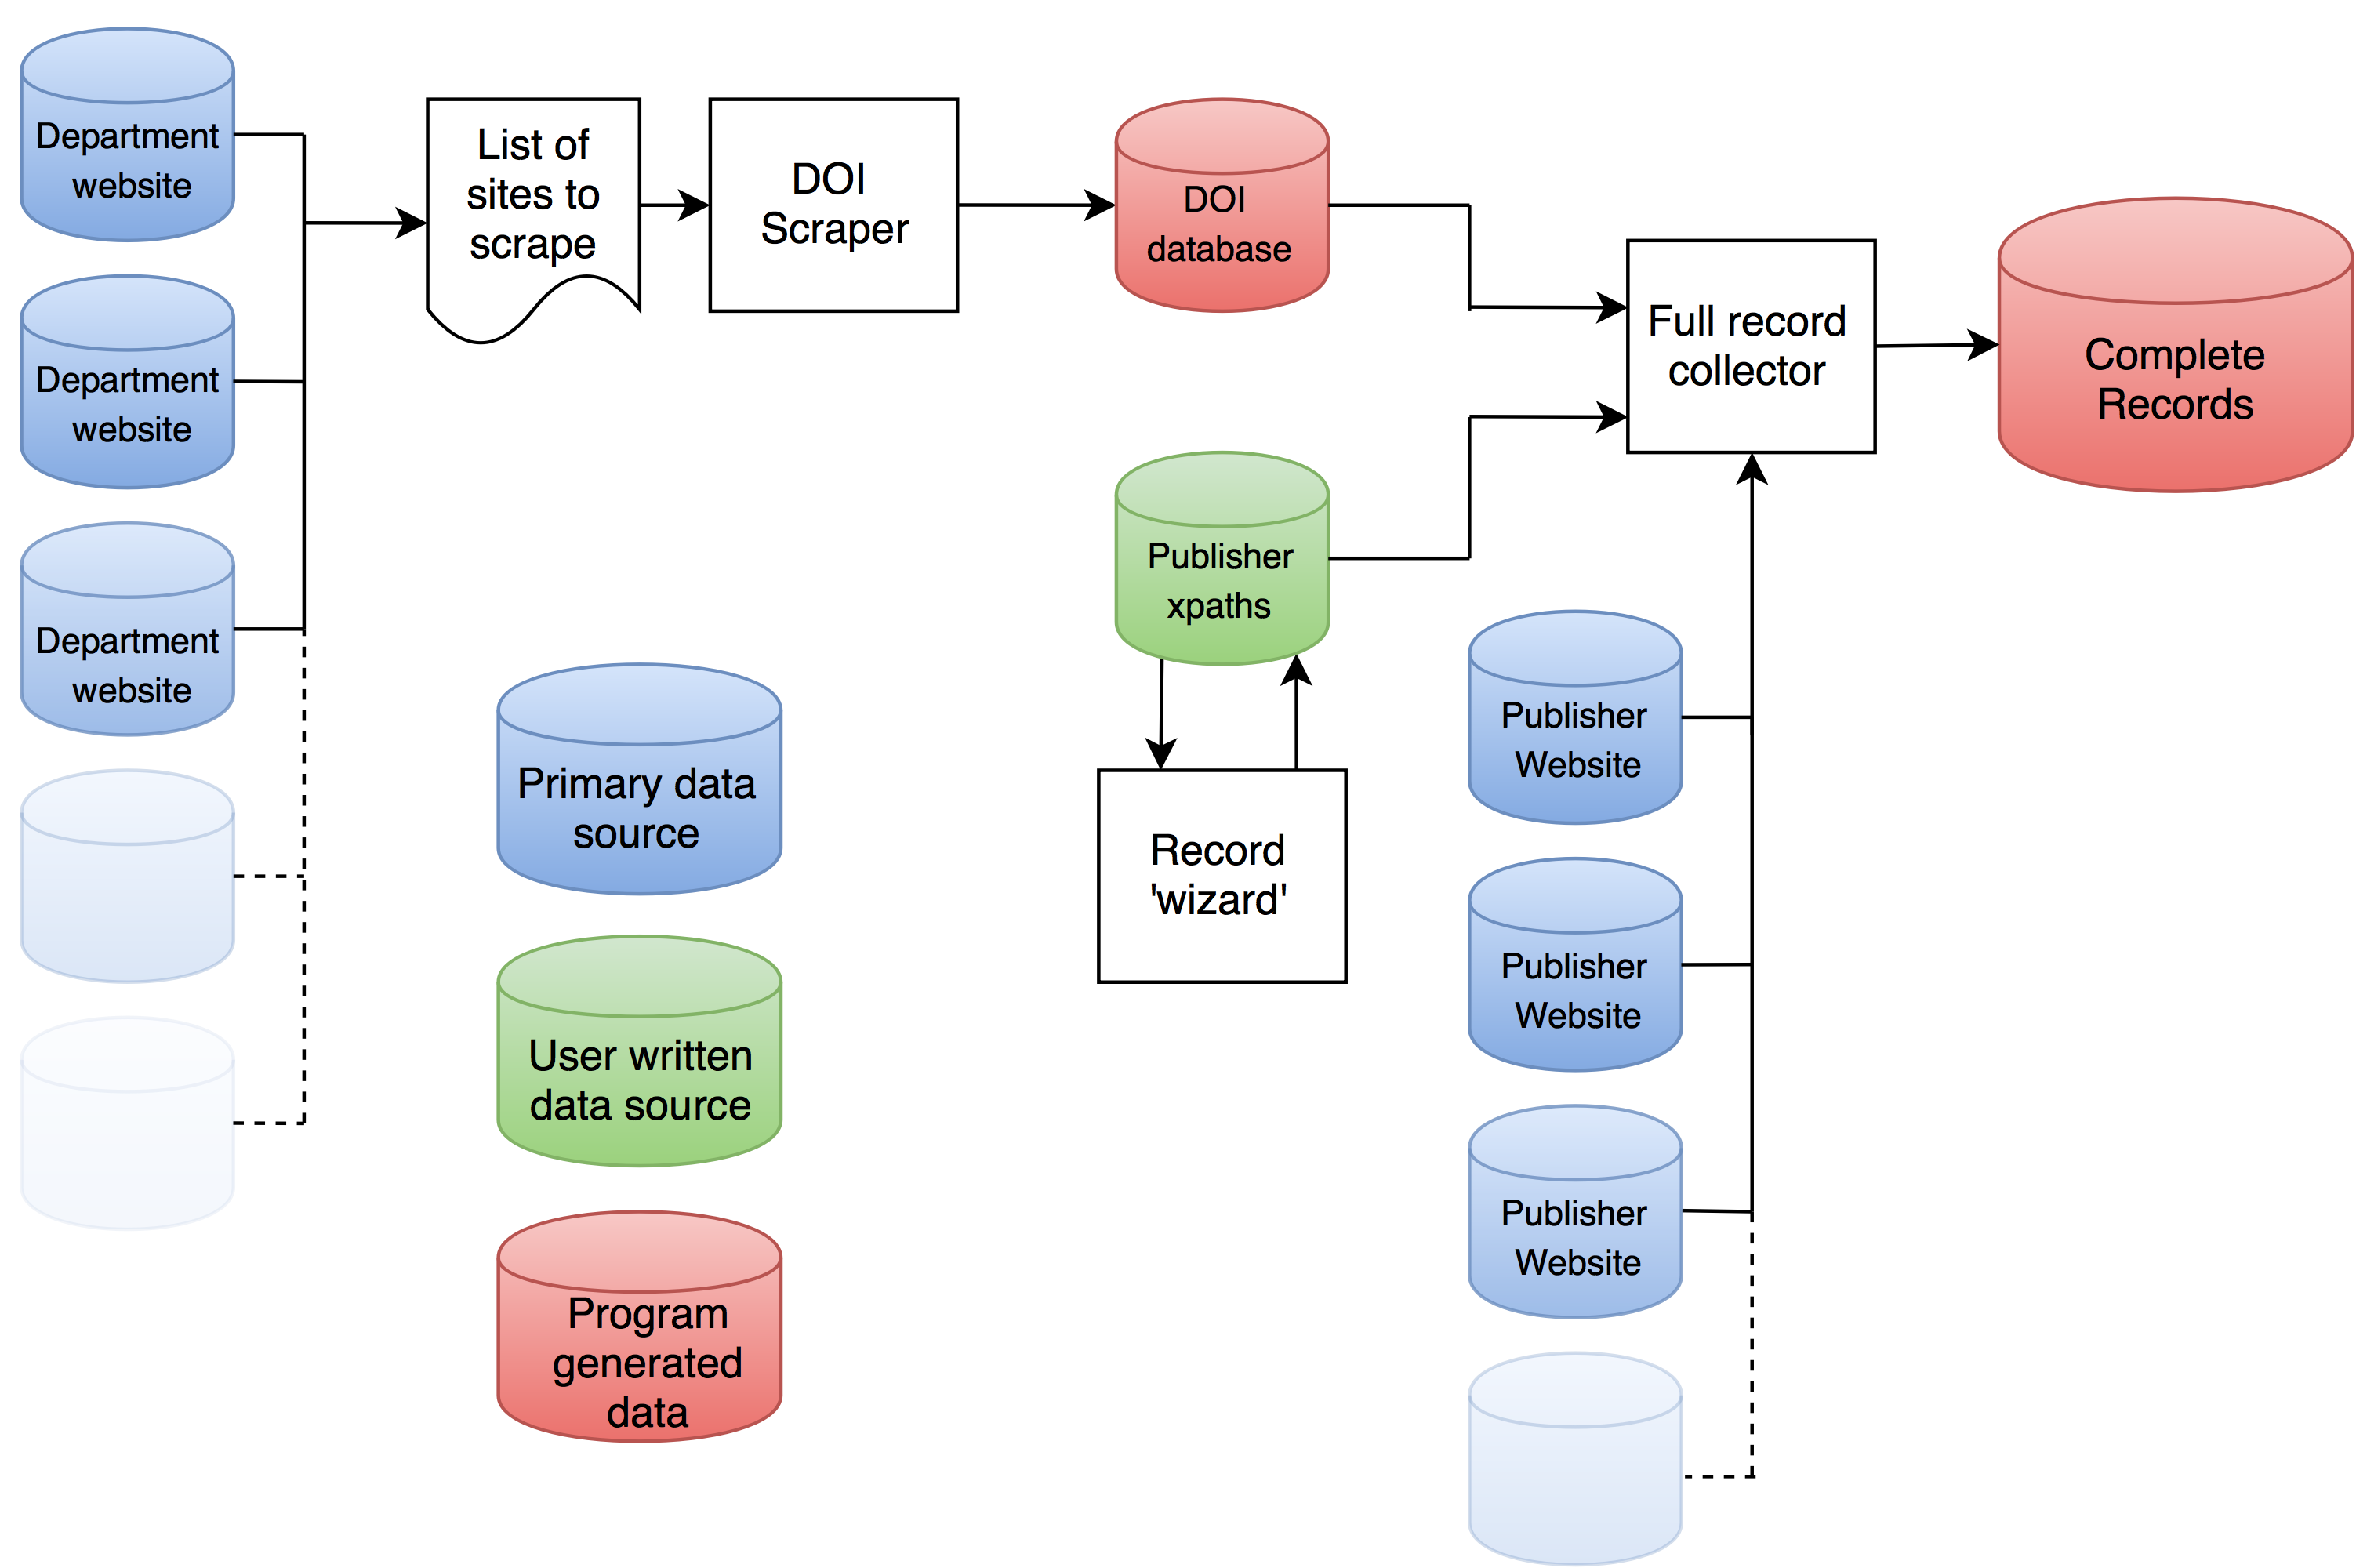 Department
website
Department
website
Department
website
List of
sites to
scrape
DOI
Scraper
DOI
database
Full record
collector
Complete
Records
Publisher
xpaths
Record
'wizard'
Publisher
Website
Publisher
Website
Publisher
Website
Primary data
source
User written
data source
Program
generated
data